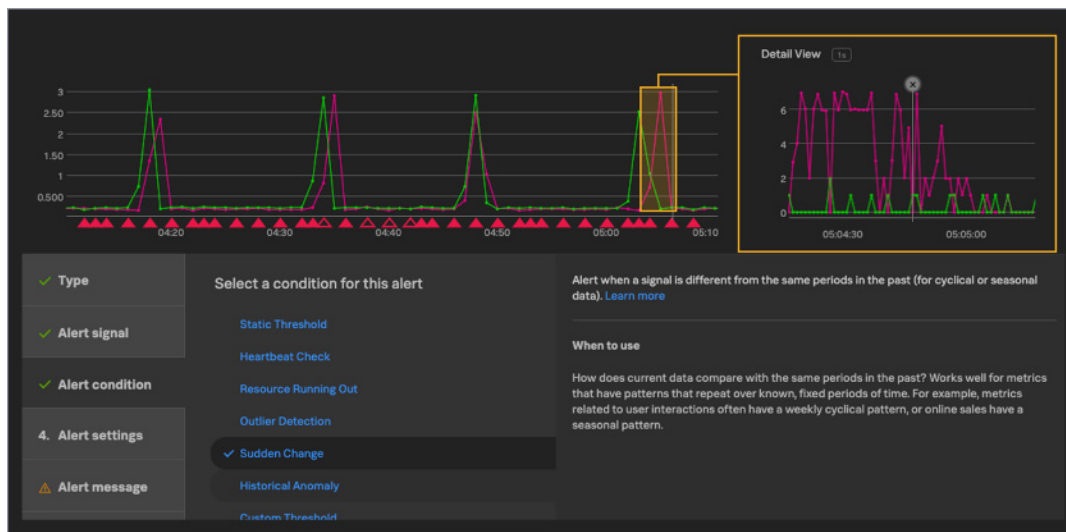 Detail View 1s
3
2.50
2
1.50
1
0.500
04:20 04:30 04:40 04:50 05:00 05:10
6
4
2
0
05:04:30 05:05:00
Type
Alert signal
Alert condition
4. Alert settings
Alert message
Select a condition for this alert
Static Threshold
Heartbeat Check
Resource Running Out
Outlier Detection
Sudden Change
Historical Anomaly
Custom Threshold
Alert when a signal is different from the same periods in the past (for cyclical or seasonal
data). Learn more
When to use
How does current data compare with the same periods in the past? Works well for metrics
that have patterns that repeat over known, fixed periods of time. For example, metrics
related to user interactions often have a weekly cyclical pattern, or online sales have a
seasonal pattern.